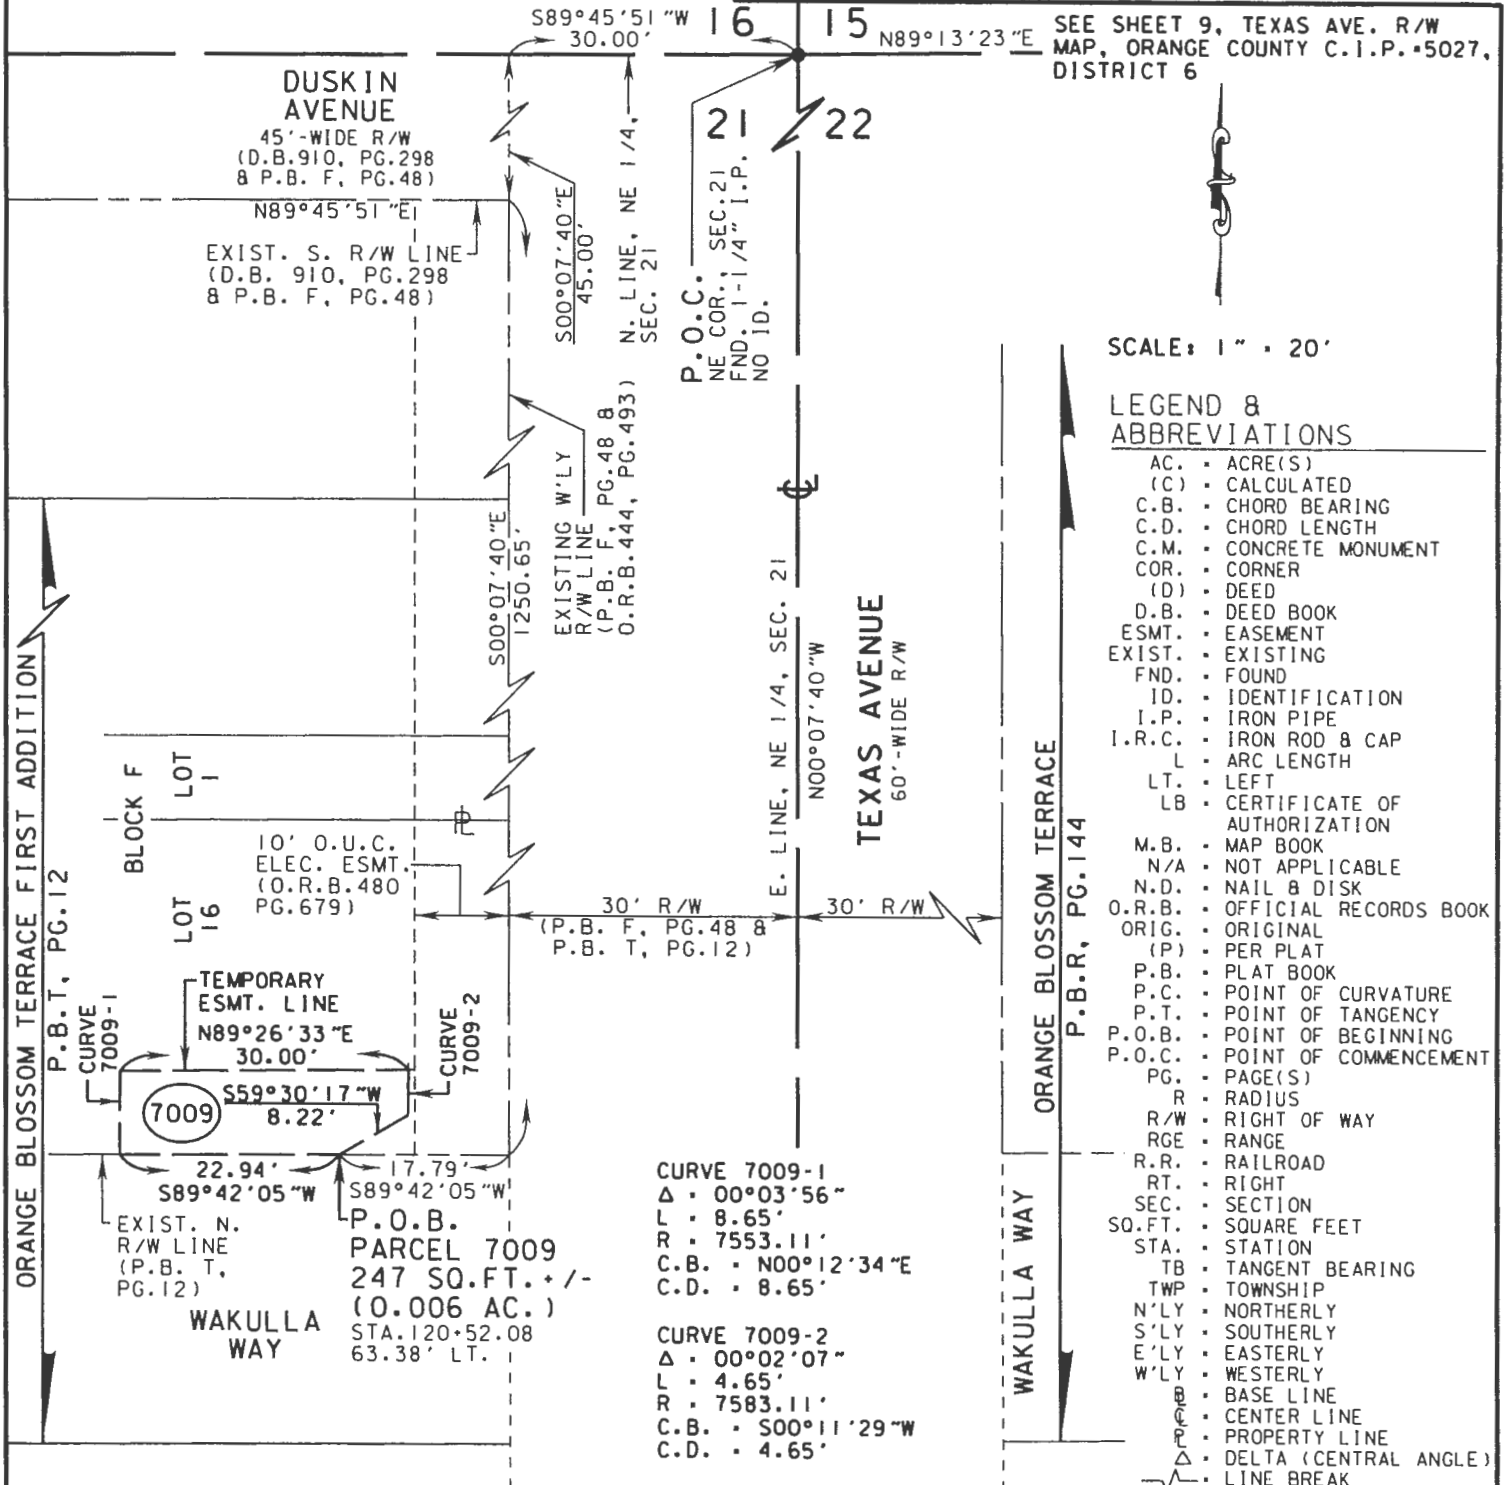 S89°45'51"W
30.00'
16
15
N89°13'23"E
SEE SHEET 9, TEXAS AVE. R/W
MAP, ORANGE COUNTY C.I.P. #5027,
DISTRICT 6
21
22
DUSKIN
AVENUE
45'-WIDE R/W
(D.B.910, PG.298
& P.B. F, PG.48)
N89°45'51"E
EXIST. S. R/W LINE
(D.B. 910, PG.298
& P.B. F, PG.48)
S00°07'40"E
45.00'
N. LINE, NE 1/4,
SEC. 21
P.O.C.
NE COR., SEC.21
FND. 1-1/4" I.P.
NO ID.
SCALE: 1" = 20'
EXISTING W'LY
R/W LINE
(P.B. F, PG.48 &
O.R.B.444, PG.493)
S00°07'40"E
1250.65'
E. LINE, NE 1/4, SEC. 21
N00°07'40"W
TEXAS AVENUE
60'-WIDE R/W
ORANGE BLOSSOM TERRACE FIRST ADDITION
P.B.T, PG.12
BLOCK F
LOT
1
10' O.U.C.
ELEC. ESMT.
(O.R.B.480
PG.679)
LOT
16
30' R/W
(P.B. F, PG.48 &
P.B. T, PG.12)
30' R/W
ORANGE BLOSSOM TERRACE
P.B.R, PG.144
TEMPORARY
ESMT. LINE
N89°26'33"E
30.00'
CURVE
7009-1
CURVE
7009-2
7009
S59°30'17"W
8.22'
22.94'
S89°42'05"W
17.79'
S89°42'05"W
EXIST. N.
R/W LINE
(P.B. T,
PG.12)
P.O.B.
PARCEL 7009
247 SQ.FT.+/-
(0.006 AC.)
STA.120+52.08
63.38' LT.
WAKULLA
WAY
WAKULLA WAY
CURVE 7009-1
Δ = 00°03'56"
L = 8.65'
R = 7553.11'
C.B. = N00°12'34"E
C.D. = 8.65'
CURVE 7009-2
Δ = 00°02'07"
L = 4.65'
R = 7583.11'
C.B. = S00°11'29"W
C.D. = 4.65'
LEGEND &
ABBREVIATIONS
AC. = ACRE(S)
(C) = CALCULATED
C.B. = CHORD BEARING
C.D. = CHORD LENGTH
C.M. = CONCRETE MONUMENT
COR. = CORNER
(D) = DEED
D.B. = DEED BOOK
ESMT. = EASEMENT
EXIST. = EXISTING
FND. = FOUND
ID. = IDENTIFICATION
I.P. = IRON PIPE
I.R.C. = IRON ROD & CAP
L = ARC LENGTH
LT. = LEFT
LB = CERTIFICATE OF
AUTHORIZATION
M.B. = MAP BOOK
N/A = NOT APPLICABLE
N.D. = NAIL & DISK
O.R.B. = OFFICIAL RECORDS BOOK
ORIG. = ORIGINAL
(P) = PER PLAT
P.B. = PLAT BOOK
P.C. = POINT OF CURVATURE
P.T. = POINT OF TANGENCY
P.O.B. = POINT OF BEGINNING
P.O.C. = POINT OF COMMENCEMENT
PG. = PAGE(S)
R = RADIUS
R/W = RIGHT OF WAY
RGE = RANGE
R.R. = RAILROAD
RT. = RIGHT
SEC. = SECTION
SQ.FT. = SQUARE FEET
STA. = STATION
TB = TANGENT BEARING
TWP = TOWNSHIP
N'LY = NORTHERLY
S'LY = SOUTHERLY
E'LY = EASTERLY
W'LY = WESTERLY
= BASE LINE
℄ = CENTER LINE
⅊ = PROPERTY LINE
Δ = DELTA (CENTRAL ANGLE)
= LINE BREAK